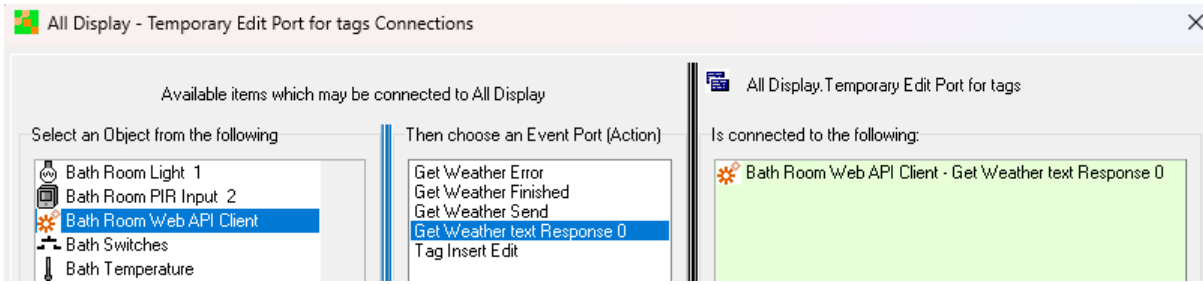 All Display - Temporary Edit Port for tags Connections
Available items which may be connected to All Display
All Display.Temporary Edit Port for tags
Select an Object from the following
Then choose an Event Port (Action)
Is connected to the following:
Bath Room Light 1
Bath Room PIR Input 2
Bath Room Web API Client
Bath Switches
Bath Temperature
Get Weather Error
Get Weather Finished
Get Weather Send
Get Weather text Response 0
Tag Insert Edit
Bath Room Web API Client - Get Weather text Response 0